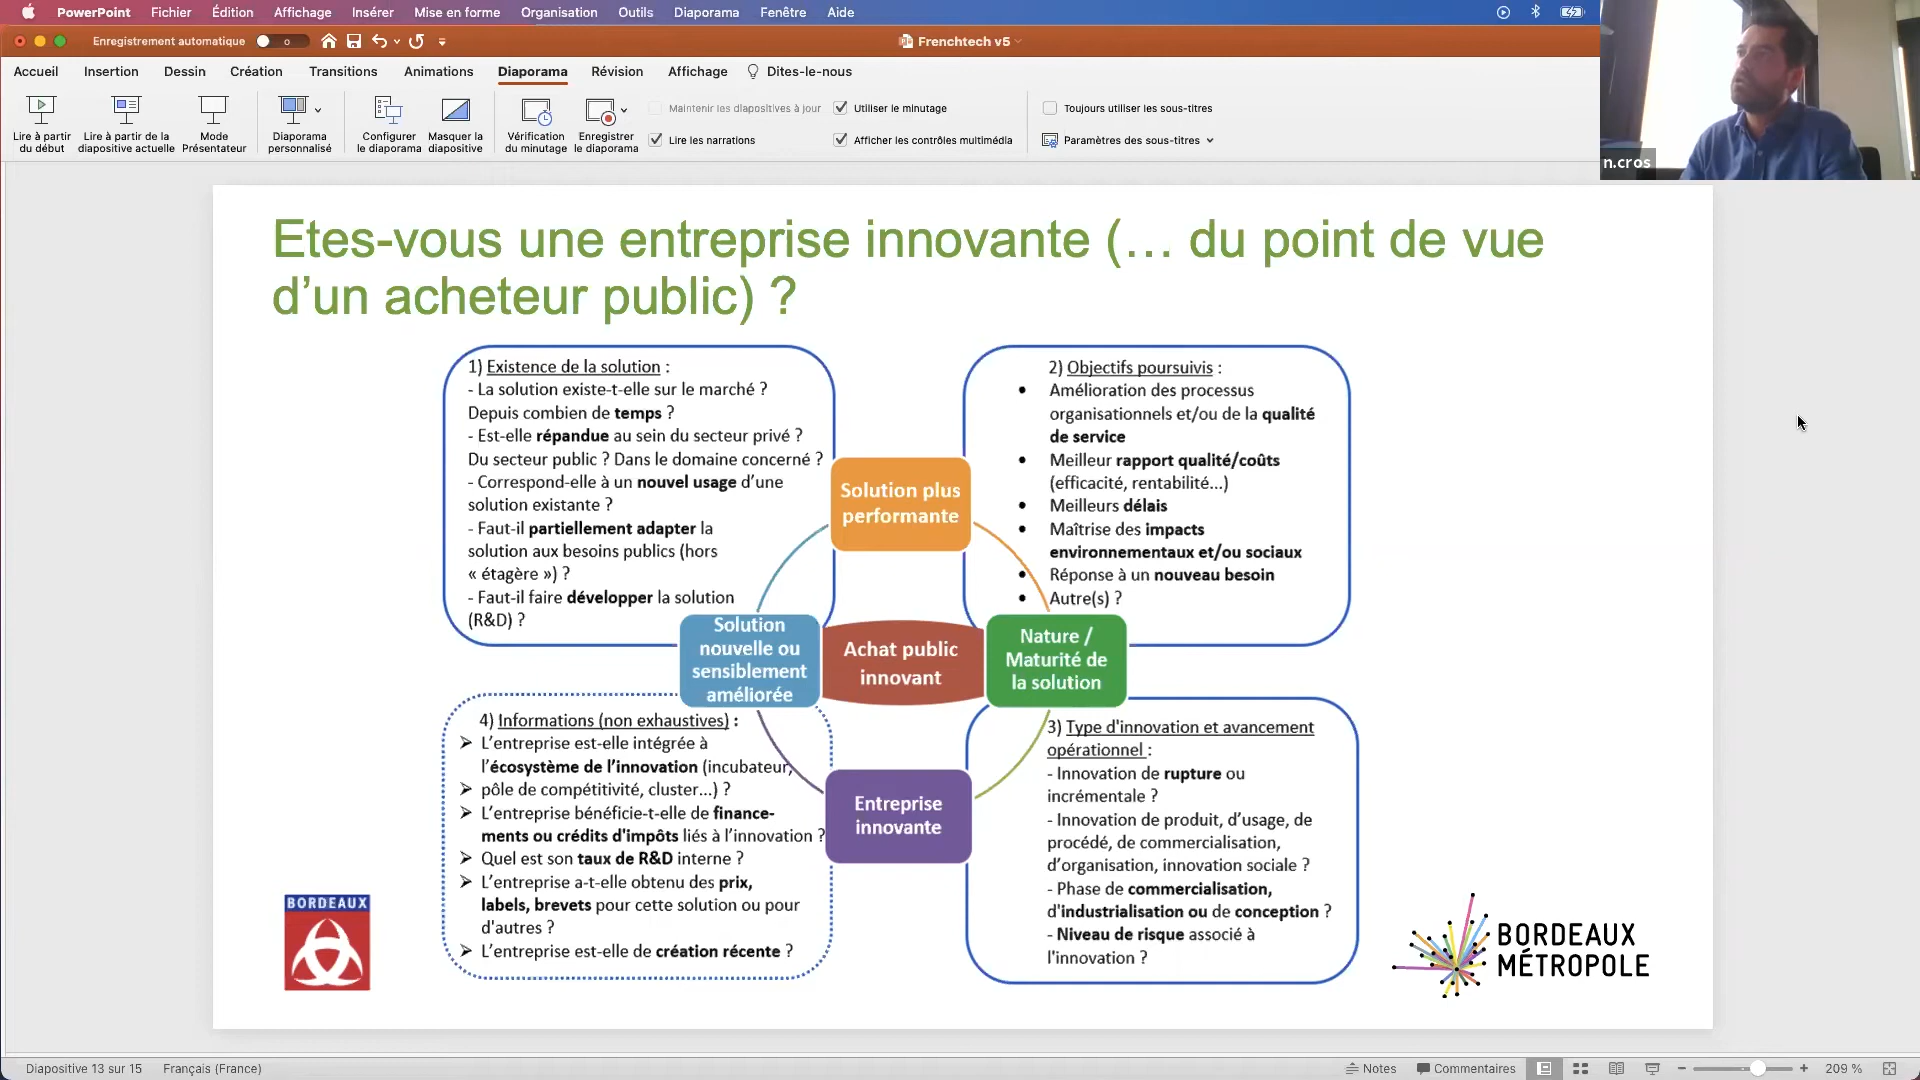 PowerPoint Fichier Édition Affichage Insérer Mise en forme Organisation Outils Diaporama Fenêtre Aide
Enregistrement automatique
Frenchtech v5
Accueil Insertion Dessin Création Transitions Animations Diaporama Révision Affichage Dites-le-nous
Lire à partir
du début
Lire à partir de la
diapositive actuelle
Mode
Présentateur
Diaporama
personnalisé
Configurer
le diaporama
Masquer la
diapositive
Vérification
du minutage
Enregistrer
le diaporama
Maintenir les diapositives à jour
Lire les narrations
Utiliser le minutage
Afficher les contrôles multimédia
Toujours utiliser les sous-titres
Paramètres des sous-titres
n.cros
Etes-vous une entreprise innovante (… du point de vue
d’un acheteur public) ?
1) Existence de la solution :
- La solution existe-t-elle sur le marché ?
Depuis combien de temps ?
- Est-elle répandue au sein du secteur privé ?
Du secteur public ? Dans le domaine concerné ?
- Correspond-elle à un nouvel usage d’une
solution existante ?
- Faut-il partiellement adapter la
solution aux besoins publics (hors
« étagère ») ?
- Faut-il faire développer la solution
(R&D) ?
2) Objectifs poursuivis :
• Amélioration des processus
organisationnels et/ou de la qualité
de service
• Meilleur rapport qualité/coûts
(efficacité, rentabilité...)
• Meilleurs délais
• Maîtrise des impacts
environnementaux et/ou sociaux
• Réponse à un nouveau besoin
• Autre(s) ?
Solution plus
performante
Solution
nouvelle ou
sensiblement
améliorée
Achat public
innovant
Nature /
Maturité de
la solution
Entreprise
innovante
4) Informations (non exhaustives) :
➢ L’entreprise est-elle intégrée à
l’écosystème de l’innovation (incubateur,
➢ pôle de compétitivité, cluster...) ?
➢ L’entreprise bénéficie-t-elle de finance-
ments ou crédits d'impôts liés à l’innovation ?
➢ Quel est son taux de R&D interne ?
➢ L’entreprise a-t-elle obtenu des prix,
labels, brevets pour cette solution ou pour
d'autres ?
➢ L’entreprise est-elle de création récente ?
3) Type d'innovation et avancement
opérationnel :
- Innovation de rupture ou
incrémentale ?
- Innovation de produit, d’usage, de
procédé, de commercialisation,
d’organisation, innovation sociale ?
- Phase de commercialisation,
d'industrialisation ou de conception ?
- Niveau de risque associé à
l'innovation ?
BORDEAUX
BORDEAUX
MÉTROPOLE
Diapositive 13 sur 15 Français (France) Notes Commentaires 209 %